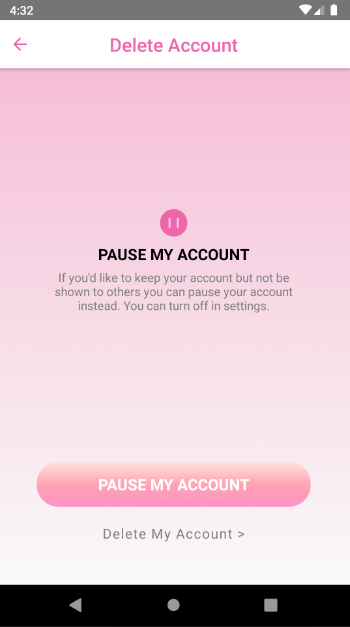 4:32
Delete Account
PAUSE MY ACCOUNT
If you'd like to keep your account but not be
shown to others you can pause your account
instead. You can turn off in settings.
PAUSE MY ACCOUNT
Delete My Account >